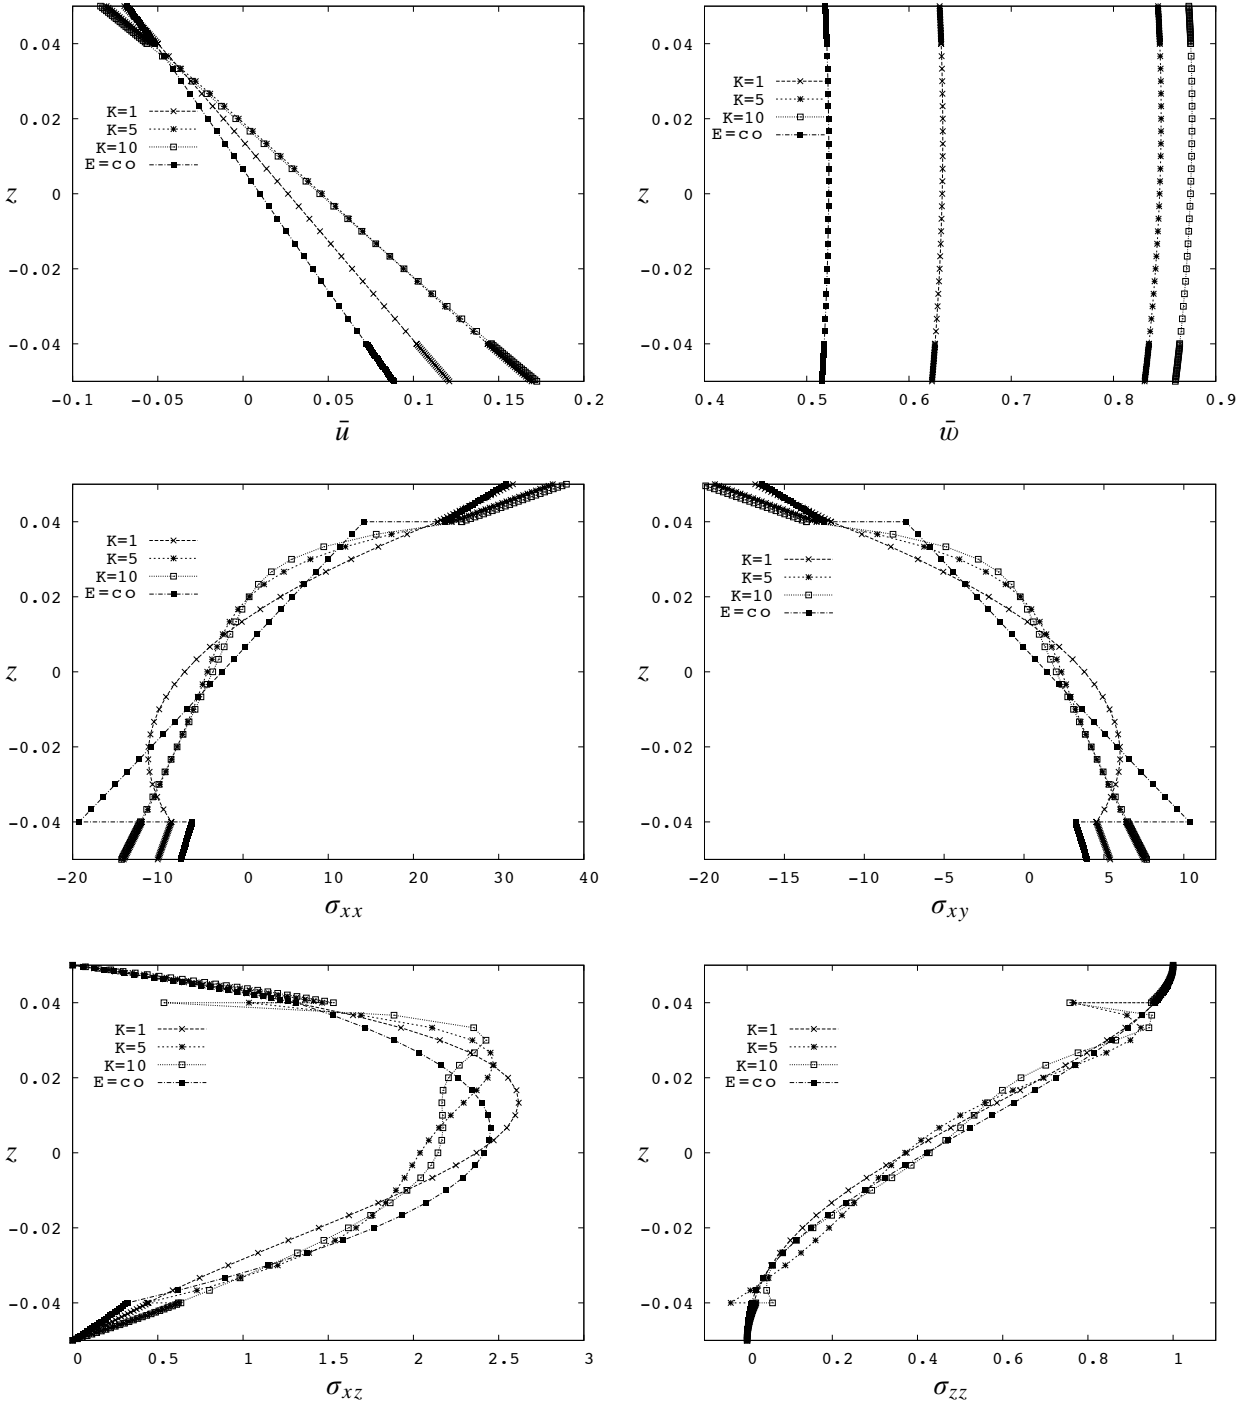 0.04
0.02
0
−0.02
−0.04
z
K=1
K=5
K=10
E=co
−0.1
−0.05
0
0.05
0.1
0.15
0.2
ū
0.04
0.02
0
−0.02
−0.04
z
K=1
K=5
K=10
E=co
0.4
0.5
0.6
0.7
0.8
0.9
w̄
0.04
0.02
0
−0.02
−0.04
z
K=1
K=5
K=10
E=co
−20
−10
0
10
20
30
40
σxx
0.04
0.02
0
−0.02
−0.04
z
K=1
K=5
K=10
E=co
−20
−15
−10
−5
0
5
10
σxy
0.04
0.02
0
−0.02
−0.04
z
K=1
K=5
K=10
E=co
0
0.5
1
1.5
2
2.5
3
σxz
0.04
0.02
0
−0.02
−0.04
z
K=1
K=5
K=10
E=co
0
0.2
0.4
0.6
0.8
1
σzz